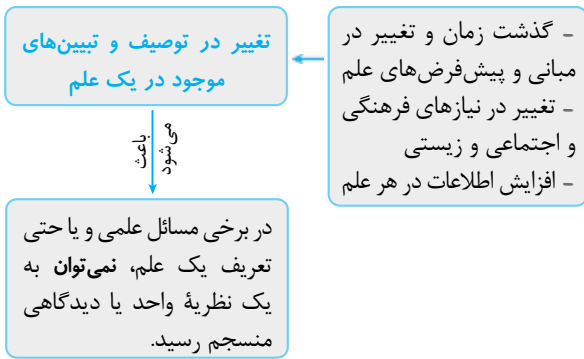 - گذشت زمان و تغییر در
مبانی و پیش‌فرض‌های علم
- تغییر در نیازهای فرهنگی
و اجتماعی و زیستی
- افزایش اطلاعات در هر علم
تغییر در توصیف و تبیین‌های
موجود در یک علم
باعث
می‌شود
در برخی مسائل علمی و یا حتی
تعریف یک علم، نمی‌توان به
یک نظریهٔ واحد یا دیدگاهی
منسجم رسید.